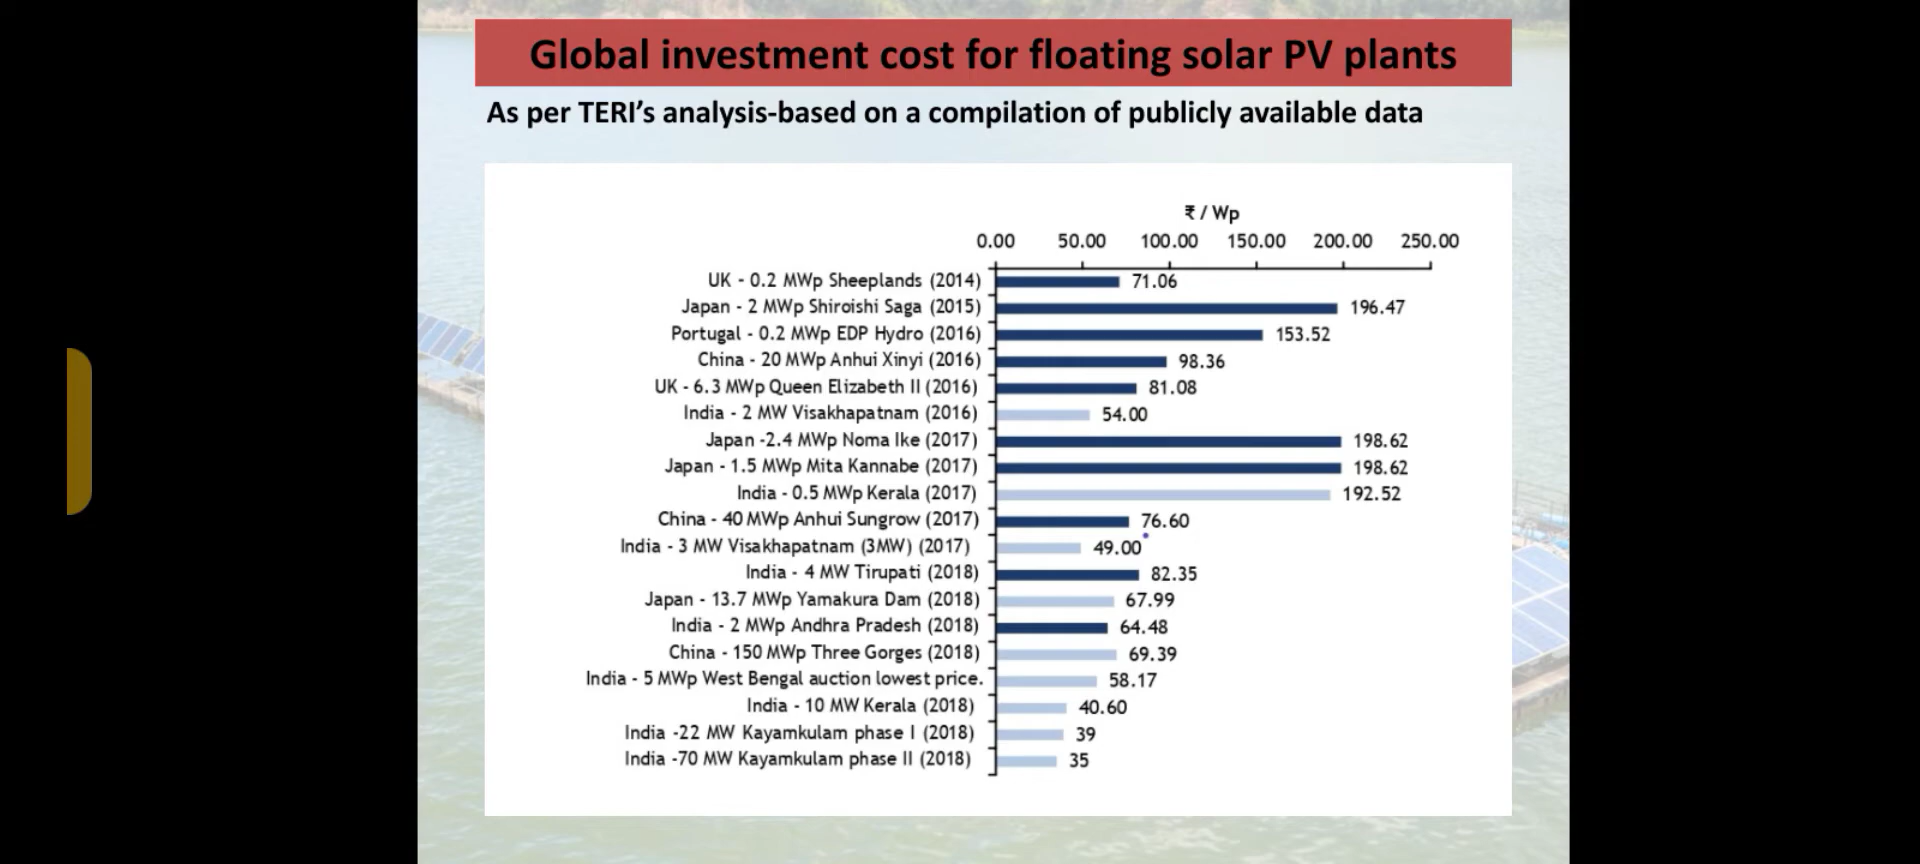 Global investment cost for floating solar PV plants
As per TERI’s analysis-based on a compilation of publicly available data
₹ / Wp
0.00 50.00 100.00 150.00 200.00 250.00
UK - 0.2 MWp Sheeplands (2014) 71.06
Japan - 2 MWp Shiroishi Saga (2015) 196.47
Portugal - 0.2 MWp EDP Hydro (2016) 153.52
China - 20 MWp Anhui Xinyi (2016) 98.36
UK - 6.3 MWp Queen Elizabeth II (2016) 81.08
India - 2 MW Visakhapatnam (2016) 54.00
Japan -2.4 MWp Noma Ike (2017) 198.62
Japan - 1.5 MWp Mita Kannabe (2017) 198.62
India - 0.5 MWp Kerala (2017) 192.52
China - 40 MWp Anhui Sungrow (2017) 76.60
India - 3 MW Visakhapatnam (3MW) (2017) 49.00
India - 4 MW Tirupati (2018) 82.35
Japan - 13.7 MWp Yamakura Dam (2018) 67.99
India - 2 MWp Andhra Pradesh (2018) 64.48
China - 150 MWp Three Gorges (2018) 69.39
India - 5 MWp West Bengal auction lowest price. 58.17
India - 10 MW Kerala (2018) 40.60
India -22 MW Kayamkulam phase I (2018) 39
India -70 MW Kayamkulam phase II (2018) 35